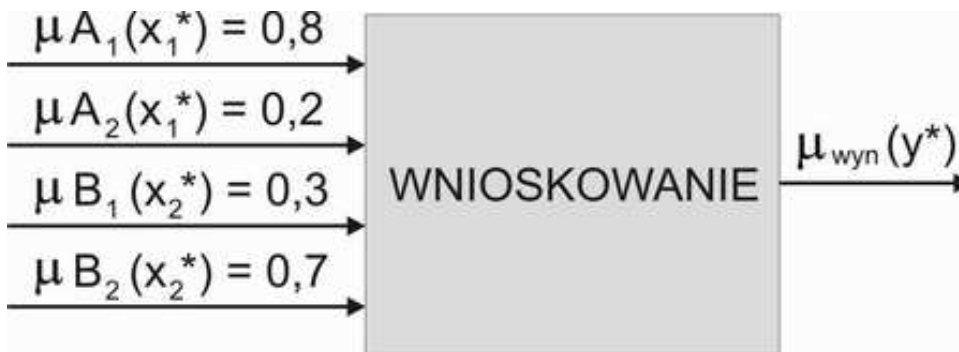 μA₁(x₁*) = 0,8
μA₂(x₁*) = 0,2
μB₁(x₂*) = 0,3
μB₂(x₂*) = 0,7
WNIOSKOWANIE
μwyn(y*)